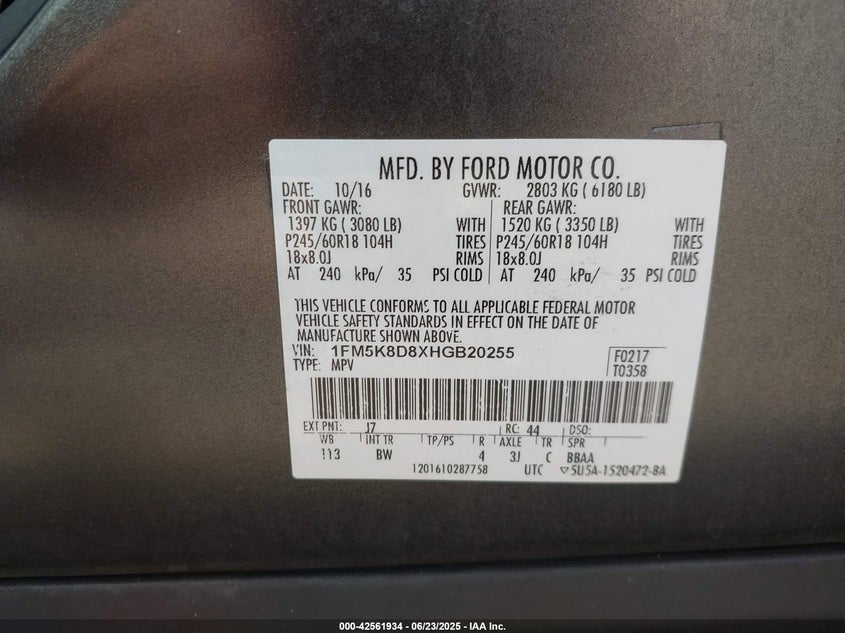 MFD. BY FORD MOTOR CO.
DATE: 10/16 GVWR: 2803 KG ( 6180 LB)
FRONT GAWR: REAR GAWR:
1397 KG ( 3080 LB) WITH 1520 KG ( 3350 LB) WITH
P245/60R18 104H TIRES P245/60R18 104H TIRES
18x8.0J RIMS 18x8.0J RIMS
AT 240 kPa/ 35 PSI COLD AT 240 kPa/ 35 PSI COLD
THIS VEHICLE CONFORMS TO ALL APPLICABLE FEDERAL MOTOR
VEHICLE SAFETY STANDARDS IN EFFECT ON THE DATE OF
MANUFACTURE SHOWN ABOVE.
VIN: 1FM5K8D8XHGB20255 F0217
TYPE: MPV T0358
EXT PNT: J7 RC: 44 DSO:
WB INT TR TP/PS R AXLE TR SPR
113 BW 4 3J C BBAA
1201610287758 UTC ▽5U5A-1520472-BA
000-42561934 - 06/23/2025 - IAA Inc.